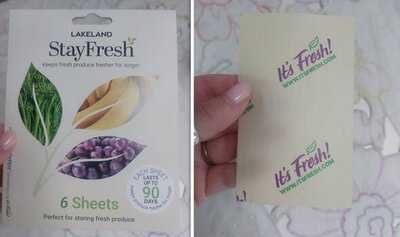 LAKELAND
StayFresh
Keeps fresh produce fresher for longer
EACH SHEET
LASTS
UP TO
90
DAYS
6 Sheets
Perfect for storing fresh produce
It's Fresh!
WWW.ITSFRESH.COM
It's Fresh!
WWW.ITSFRESH.COM